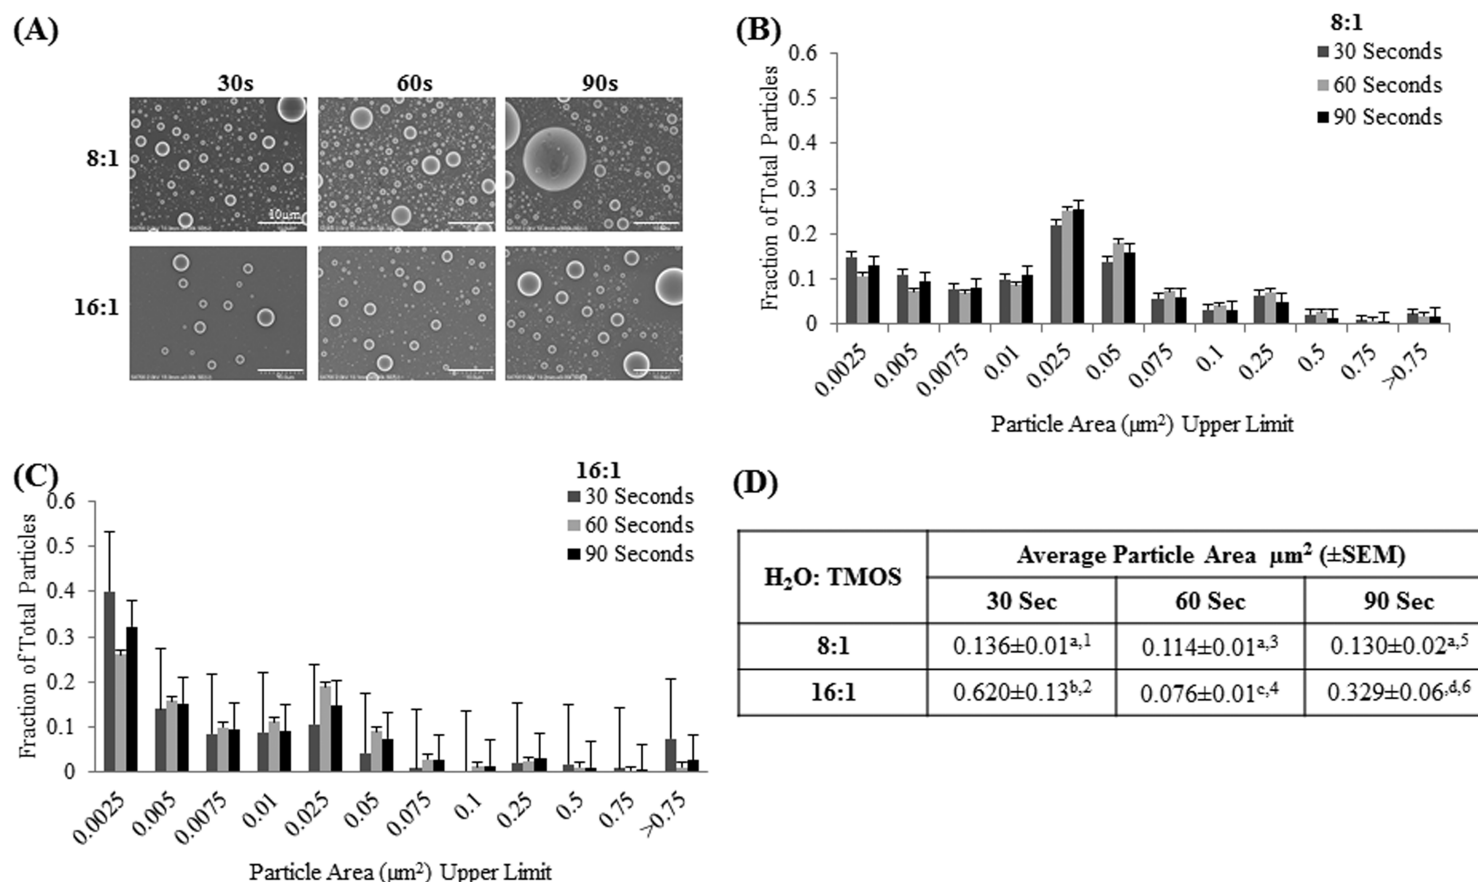 (A)
30s 60s 90s
8:1
10µm
16:1
(B)
8:1
30 Seconds
60 Seconds
90 Seconds
Fraction of Total Particles
0.6
0.5
0.4
0.3
0.2
0.1
0
0.0025 0.005 0.0075 0.01 0.025 0.05 0.075 0.1 0.25 0.5 0.75 >0.75
Particle Area (µm²) Upper Limit
(C)
16:1
30 Seconds
60 Seconds
90 Seconds
Fraction of Total Particles
0.6
0.5
0.4
0.3
0.2
0.1
0
0.0025 0.005 0.0075 0.01 0.025 0.05 0.075 0.1 0.25 0.5 0.75 >0.75
Particle Area (µm²) Upper Limit
(D)
H₂O: TMOS
Average Particle Area µm² (±SEM)
30 Sec 60 Sec 90 Sec
8:1 0.136±0.01a,1 0.114±0.01a,3 0.130±0.02a,5
16:1 0.620±0.13b,2 0.076±0.01c,4 0.329±0.06,d,6